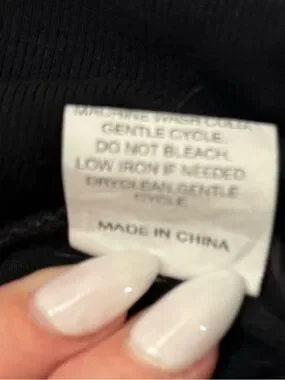 MACHINE WASH COLD.
GENTLE CYCLE.
DO NOT BLEACH.
LOW IRON IF NEEDED.
DRYCLEAN,GENTLE
CYCLE.
MADE IN CHINA